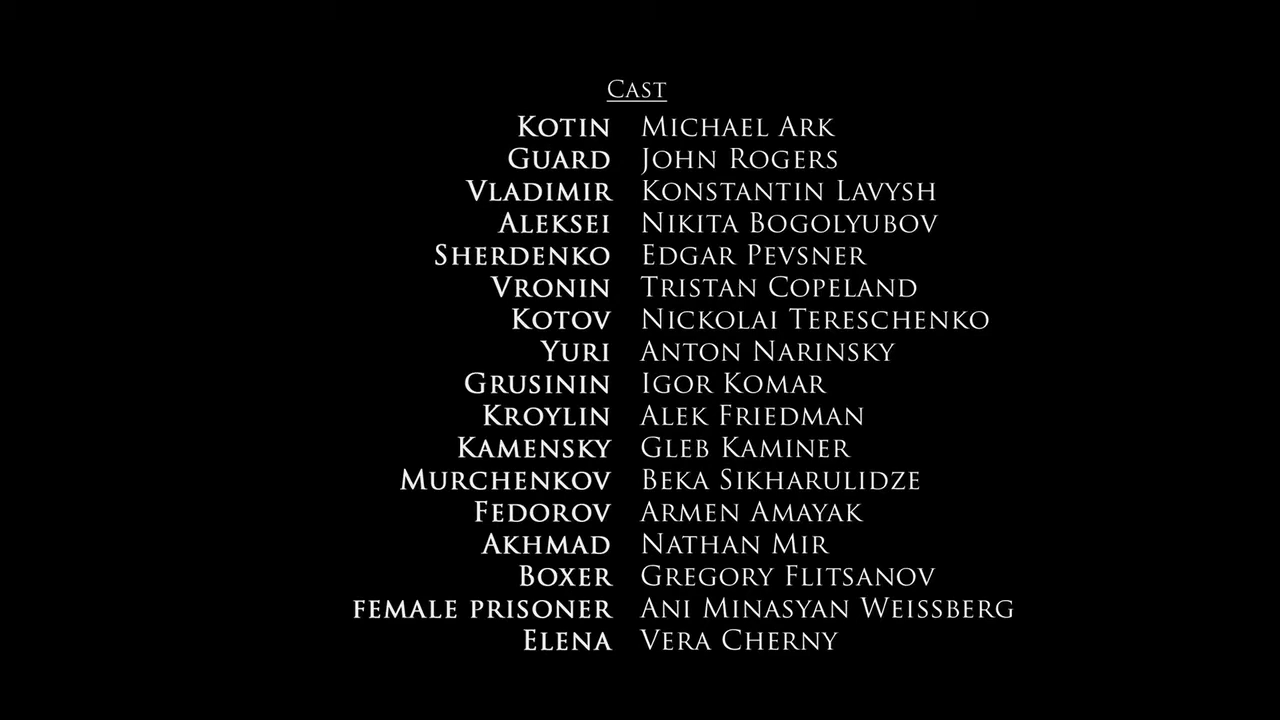 CAST
KOTIN MICHAEL ARK
GUARD JOHN ROGERS
VLADIMIR KONSTANTIN LAVYSH
ALEKSEI NIKITA BOGOLYUBOV
SHERDENKO EDGAR PEVSNER
VRONIN TRISTAN COPELAND
KOTOV NICKOLAI TERESCHENKO
YURI ANTON NARINSKY
GRUSININ IGOR KOMAR
KROYLIN ALEK FRIEDMAN
KAMENSKY GLEB KAMINER
MURCHENKOV BEKA SIKHARULIDZE
FEDOROV ARMEN AMAYAK
AKHMAD NATHAN MIR
BOXER GREGORY FLITSANOV
FEMALE PRISONER ANI MINASYAN WEISSBERG
ELENA VERA CHERNY